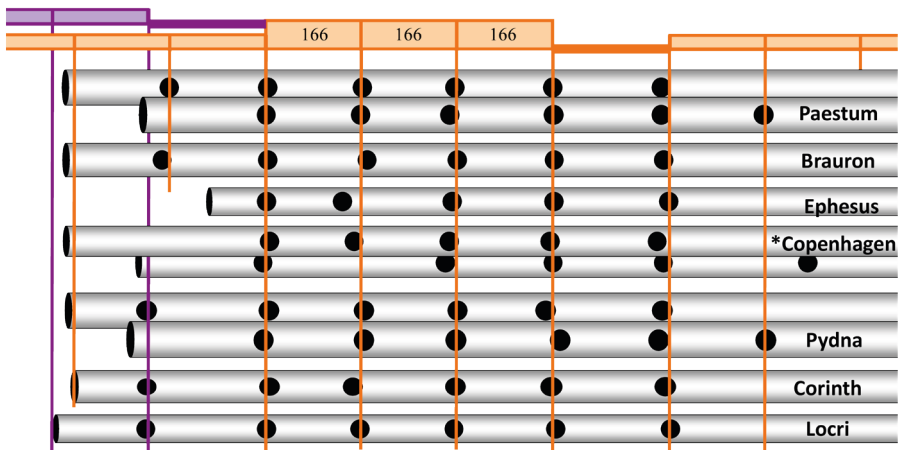 166 166 166
Paestum
Brauron
Ephesus
*Copenhagen
Pydna
Corinth
Locri